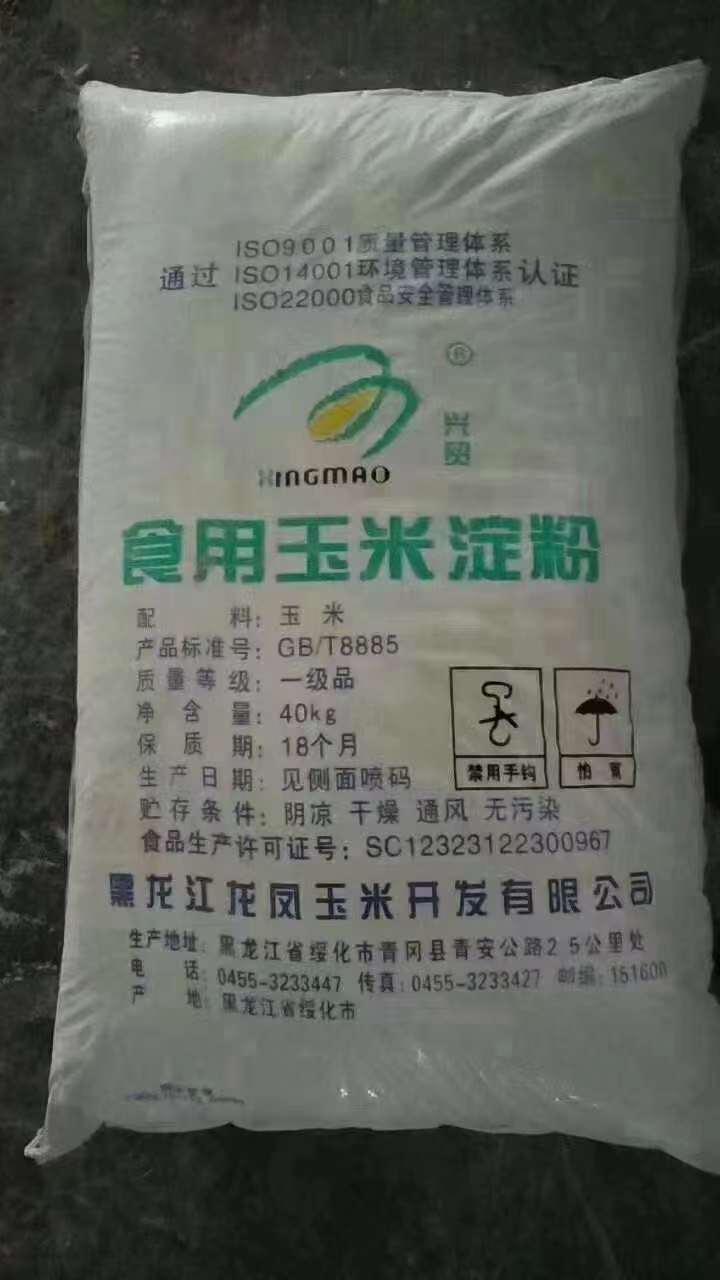 ISO9001质量管理体系
通过 ISO14001环境管理体系 认证
ISO22000食品安全管理体系
®
兴贸
XINGMAO
食用玉米淀粉
配料：玉米
产品标准号：GB/T8885
质量等级：一级品
净含量：40kg
保质期：18个月
禁用手钩
怕
生产日期：见侧面喷码
贮存条件：阴凉 干燥 通风 无污染
食品生产许可证号：SC12323122300967
黑龙江龙凤玉米开发有限公司
生产地址：黑龙江省绥化市青冈县青安公路25公里处
电话：0455-3233447 传真：0455-3233427 邮编：151600
产地：黑龙江省绥化市